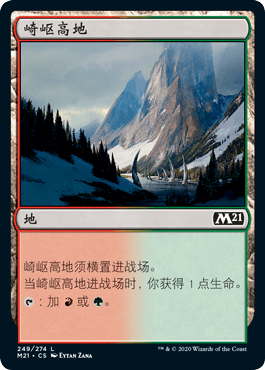 崎岖高地
地
M21
崎岖高地须横置进战场。
当崎岖高地进战场时，你获得1点生命。
：加 或 。
249/274 L
M21 • CS EYTAN ZANA
™ & © 2020 Wizards of the Coast